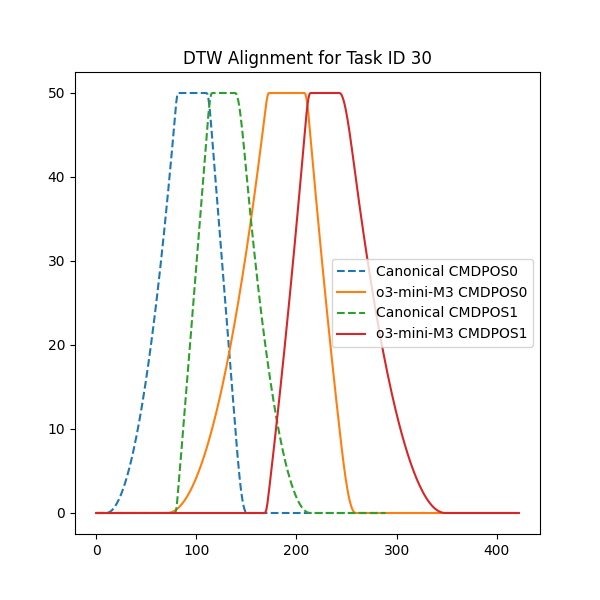 DTW Alignment for Task ID 30
50
40
30
20
10
0
Canonical CMDPOS0
o3-mini-M3 CMDPOS0
Canonical CMDPOS1
o3-mini-M3 CMDPOS1
0 100 200 300 400